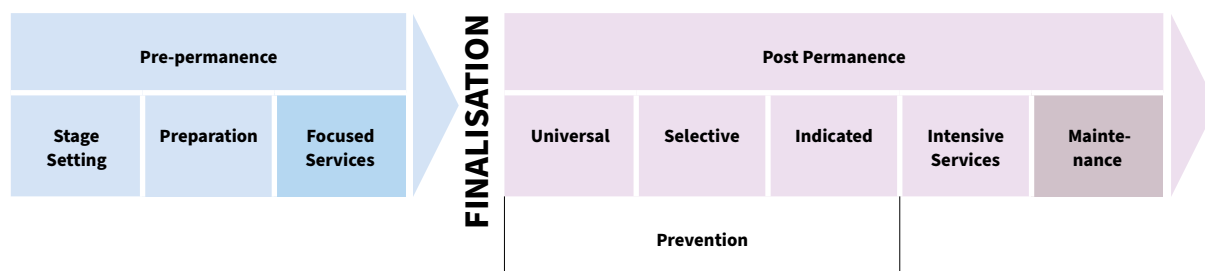 Pre-permanence
Stage
Setting
Preparation
Focused
Services
FINALISATION
Post Permanence
Universal
Selective
Indicated
Intensive
Services
Mainte-
nance
Prevention